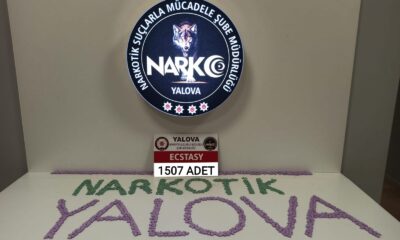 NARKOTİK SUÇLARLA MÜCADELE ŞUBE MÜDÜRLÜĞÜ
NARKO
YALOVA
YALOVA
ECSTASY
1507 ADET
NARKOTİK
YALOVA